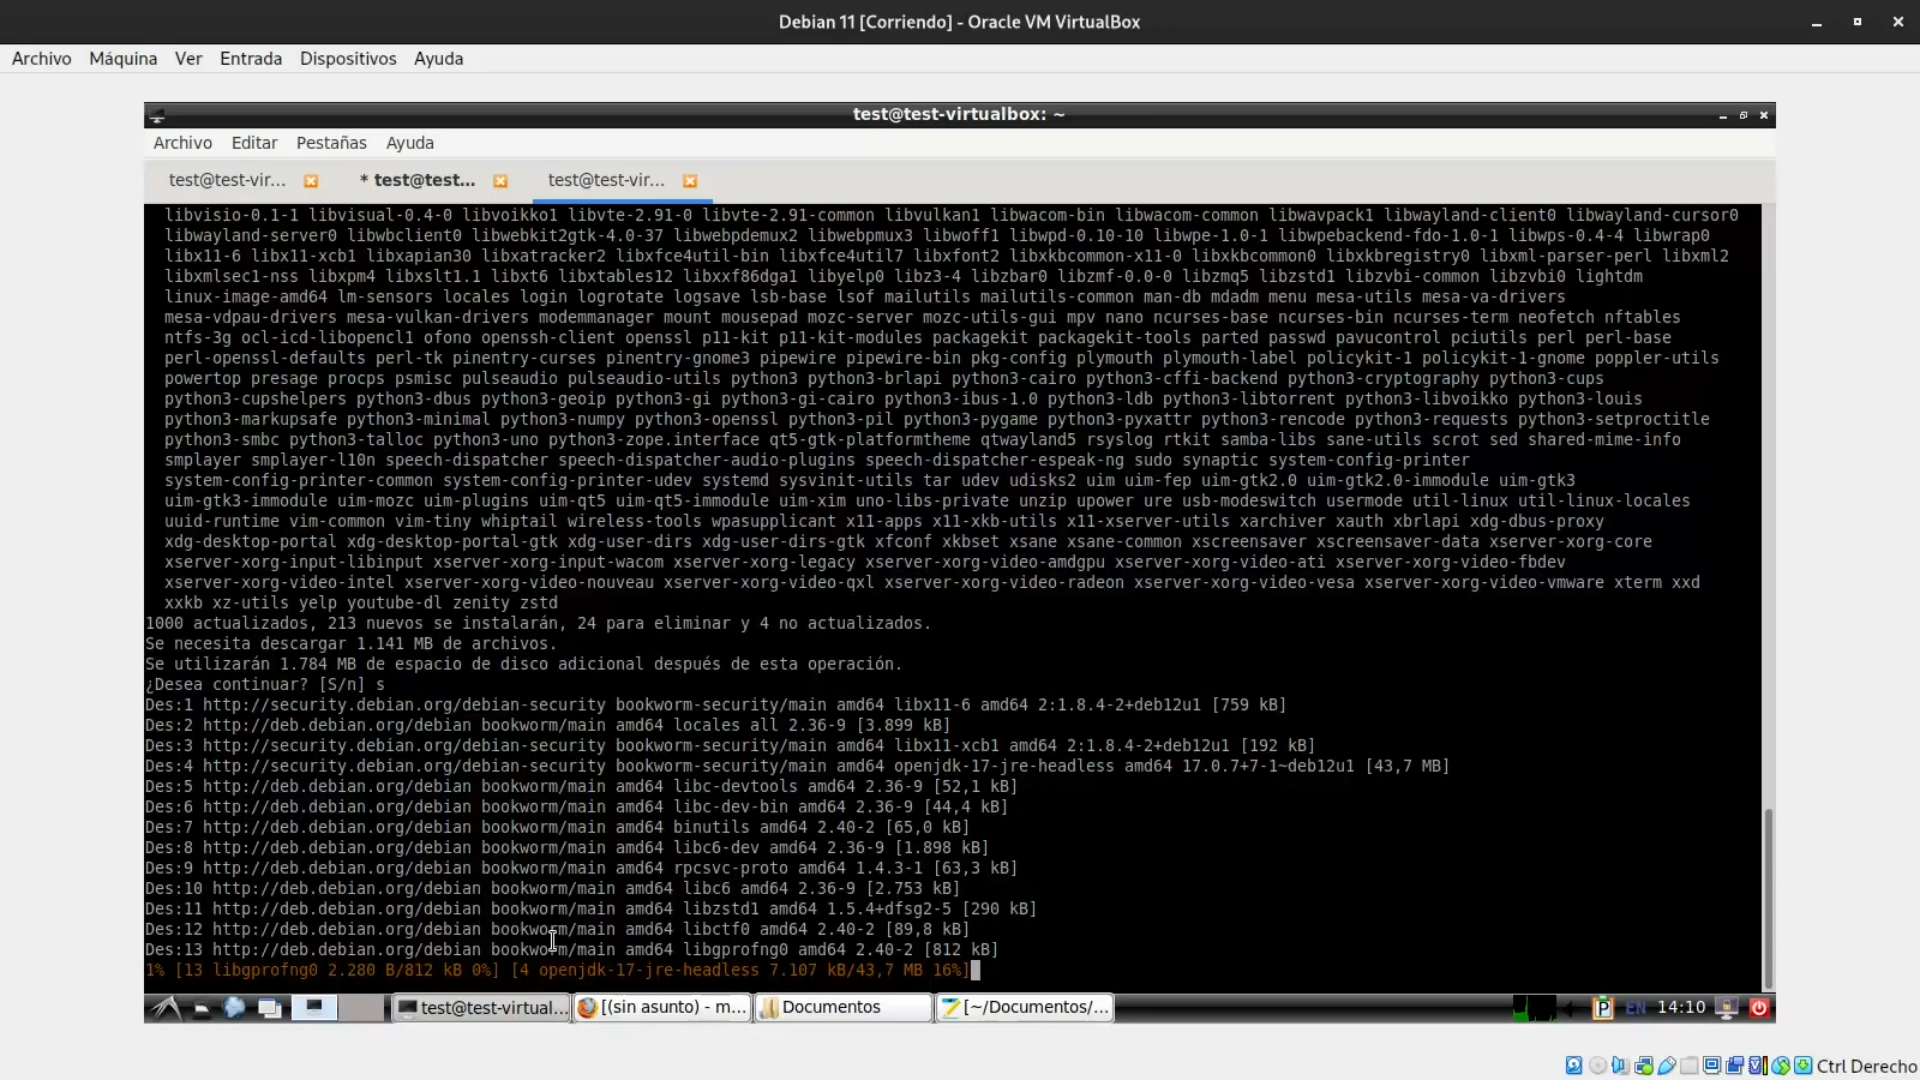 Debian 11 [Corriendo] - Oracle VM VirtualBox
Archivo Máquina Ver Entrada Dispositivos Ayuda
test@test-virtualbox: ~
Archivo Editar Pestañas Ayuda
test@test-vir... * test@test... test@test-vir...
libvisio-0.1-1 libvisual-0.4-0 libvoikko1 libvte-2.91-0 libvte-2.91-common libvulkan1 libwacom-bin libwacom-common libwavpack1 libwayland-client0 libwayland-cursor0
libwayland-server0 libwbclient0 libwebkit2gtk-4.0-37 libwebpdemux2 libwebpmux3 libwoff1 libwpd-0.10-10 libwpe-1.0-1 libwpebackend-fdo-1.0-1 libwps-0.4-4 libwrap0
libx11-6 libx11-xcb1 libxapian30 libxatracker2 libxfce4util-bin libxfce4util7 libxfont2 libxkbcommon-x11-0 libxkbcommon0 libxkbregistry0 libxml-parser-perl libxml2
libxmlsec1-nss libxpm4 libxslt1.1 libxt6 libxtables12 libxxf86dga1 libyelp0 libz3-4 libzbar0 libzmf-0.0-0 libzmq5 libzstd1 libzvbi-common libzvbi0 lightdm
linux-image-amd64 lm-sensors locales login logrotate logsave lsb-base lsof mailutils mailutils-common man-db mdadm menu mesa-utils mesa-va-drivers
mesa-vdpau-drivers mesa-vulkan-drivers modemmanager mount mousepad mozc-server mozc-utils-gui mpv nano ncurses-base ncurses-bin ncurses-term neofetch nftables
ntfs-3g ocl-icd-libopencl1 ofono openssh-client openssl p11-kit p11-kit-modules packagekit packagekit-tools parted passwd pavucontrol pciutils perl perl-base
perl-openssl-defaults perl-tk pinentry-curses pinentry-gnome3 pipewire pipewire-bin pkg-config plymouth plymouth-label policykit-1 policykit-1-gnome poppler-utils
powertop presage procps psmisc pulseaudio pulseaudio-utils python3 python3-brlapi python3-cairo python3-cffi-backend python3-cryptography python3-cups
python3-cupshelpers python3-dbus python3-geoip python3-gi python3-gi-cairo python3-ibus-1.0 python3-ldb python3-libtorrent python3-libvoikko python3-louis
python3-markupsafe python3-minimal python3-numpy python3-openssl python3-pil python3-pygame python3-pyxattr python3-rencode python3-requests python3-setproctitle
python3-smbc python3-talloc python3-uno python3-zope.interface qt5-gtk-platformtheme qtwayland5 rsyslog rtkit samba-libs sane-utils scrot sed shared-mime-info
smplayer smplayer-l10n speech-dispatcher speech-dispatcher-audio-plugins speech-dispatcher-espeak-ng sudo synaptic system-config-printer
system-config-printer-common system-config-printer-udev systemd sysvinit-utils tar udev udisks2 uim uim-fep uim-gtk2.0 uim-gtk2.0-immodule uim-gtk3
uim-gtk3-immodule uim-mozc uim-plugins uim-qt5 uim-qt5-immodule uim-xim uno-libs-private unzip upower ure usb-modeswitch usermode util-linux util-linux-locales
uuid-runtime vim-common vim-tiny whiptail wireless-tools wpasupplicant x11-apps x11-xkb-utils x11-xserver-utils xarchiver xauth xbrlapi xdg-dbus-proxy
xdg-desktop-portal xdg-desktop-portal-gtk xdg-user-dirs xdg-user-dirs-gtk xfconf xkbset xsane xsane-common xscreensaver xscreensaver-data xserver-xorg-core
xserver-xorg-input-libinput xserver-xorg-input-wacom xserver-xorg-legacy xserver-xorg-video-amdgpu xserver-xorg-video-ati xserver-xorg-video-fbdev
xserver-xorg-video-intel xserver-xorg-video-nouveau xserver-xorg-video-qxl xserver-xorg-video-radeon xserver-xorg-video-vesa xserver-xorg-video-vmware xterm xxd
xxkb xz-utils yelp youtube-dl zenity zstd
1000 actualizados, 213 nuevos se instalarán, 24 para eliminar y 4 no actualizados.
Se necesita descargar 1.141 MB de archivos.
Se utilizarán 1.784 MB de espacio de disco adicional después de esta operación.
¿Desea continuar? [S/n] s
Des:1 http://security.debian.org/debian-security bookworm-security/main amd64 libx11-6 amd64 2:1.8.4-2+deb12u1 [759 kB]
Des:2 http://deb.debian.org/debian bookworm/main amd64 locales all 2.36-9 [3.899 kB]
Des:3 http://security.debian.org/debian-security bookworm-security/main amd64 libx11-xcb1 amd64 2:1.8.4-2+deb12u1 [192 kB]
Des:4 http://security.debian.org/debian-security bookworm-security/main amd64 openjdk-17-jre-headless amd64 17.0.7+7-1~deb12u1 [43,7 MB]
Des:5 http://deb.debian.org/debian bookworm/main amd64 libc-devtools amd64 2.36-9 [52,1 kB]
Des:6 http://deb.debian.org/debian bookworm/main amd64 libc-dev-bin amd64 2.36-9 [44,4 kB]
Des:7 http://deb.debian.org/debian bookworm/main amd64 binutils amd64 2.40-2 [65,0 kB]
Des:8 http://deb.debian.org/debian bookworm/main amd64 libc6-dev amd64 2.36-9 [1.898 kB]
Des:9 http://deb.debian.org/debian bookworm/main amd64 rpcsvc-proto amd64 1.4.3-1 [63,3 kB]
Des:10 http://deb.debian.org/debian bookworm/main amd64 libc6 amd64 2.36-9 [2.753 kB]
Des:11 http://deb.debian.org/debian bookworm/main amd64 libzstd1 amd64 1.5.4+dfsg2-5 [290 kB]
Des:12 http://deb.debian.org/debian bookworm/main amd64 libctf0 amd64 2.40-2 [89,8 kB]
Des:13 http://deb.debian.org/debian bookworm/main amd64 libgprofng0 amd64 2.40-2 [812 kB]
1% [13 libgprofng0 2.280 B/812 kB 0%] [4 openjdk-17-jre-headless 7.107 kB/43,7 MB 16%]
test@test-virtual... [(sin asunto) - m... Documentos [~/Documentos/... P EN 14:10
Ctrl Derecho